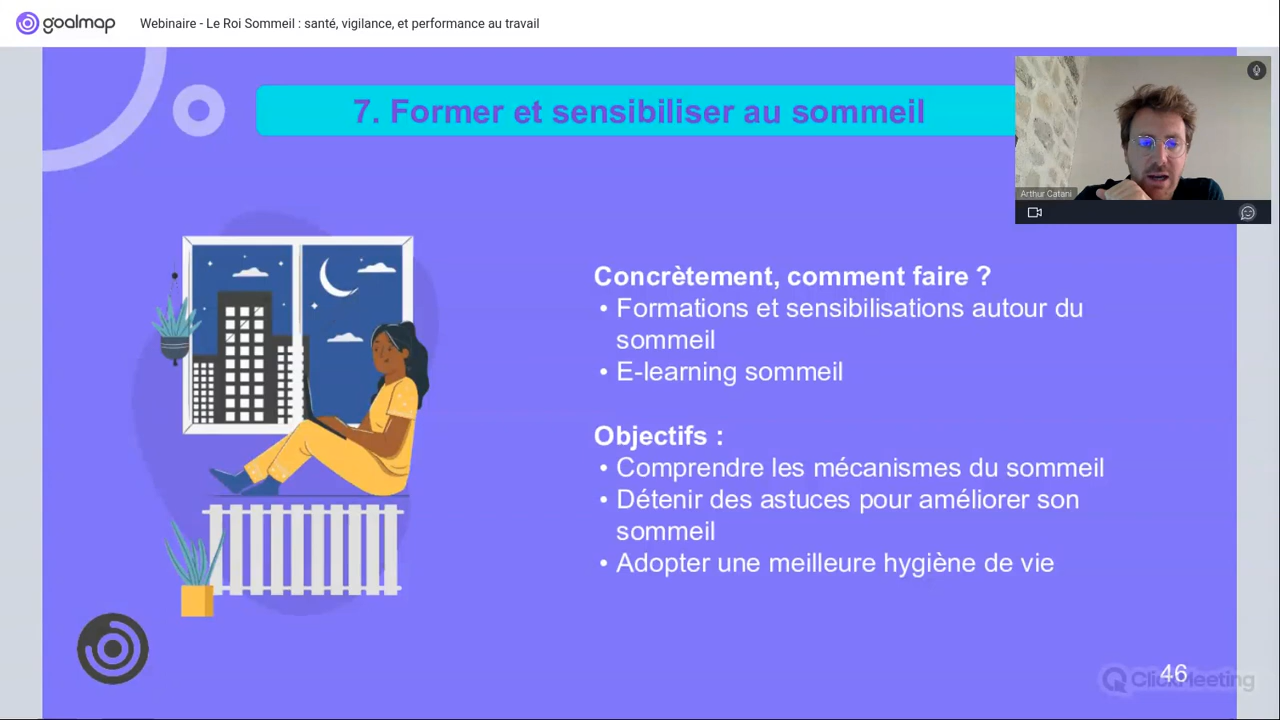 goalmap
Webinaire - Le Roi Sommeil : santé, vigilance, et performance au travail
7. Former et sensibiliser au sommeil
Arthur Catani
Concrètement, comment faire ?
• Formations et sensibilisations autour du
sommeil
• E-learning sommeil
Objectifs :
• Comprendre les mécanismes du sommeil
• Détenir des astuces pour améliorer son
sommeil
• Adopter une meilleure hygiène de vie
46
ClickMeeting